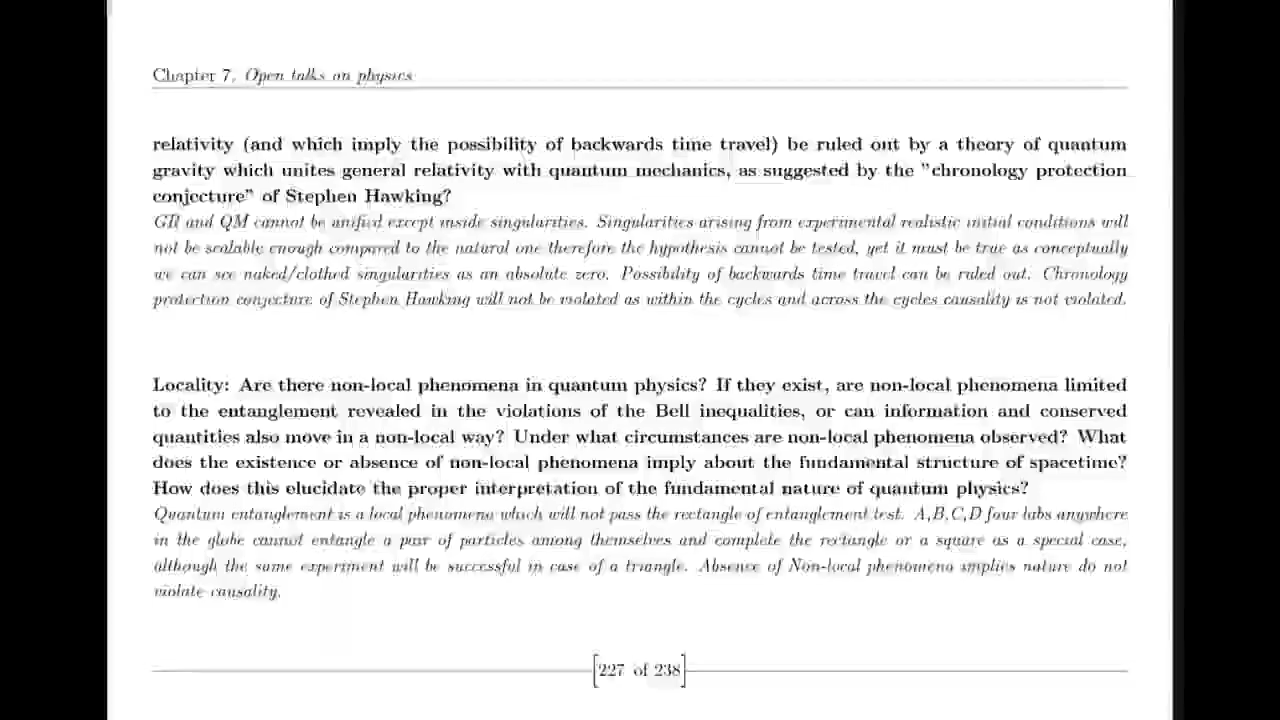 Chapter 7. Open talks on physics
relativity (and which imply the possibility of backwards time travel) be ruled out by a theory of quantum
gravity which unites general relativity with quantum mechanics, as suggested by the "chronology protection
conjecture" of Stephen Hawking?
GR and QM cannot be unified except inside singularities. Singularities arising from experimental realistic initial conditions will
not be scalable enough compared to the natural one therefore the hypothesis cannot be tested, yet it must be true as conceptually
we can see naked/clothed singularities as an absolute zero. Possibility of backwards time travel can be ruled out. Chronology
protection conjecture of Stephen Hawking will not be violated as within the cycles and across the cycles causality is not violated.
Locality: Are there non-local phenomena in quantum physics? If they exist, are non-local phenomena limited
to the entanglement revealed in the violations of the Bell inequalities, or can information and conserved
quantities also move in a non-local way? Under what circumstances are non-local phenomena observed? What
does the existence or absence of non-local phenomena imply about the fundamental structure of spacetime?
How does this elucidate the proper interpretation of the fundamental nature of quantum physics?
Quantum entanglement is a local phenomena which will not pass the rectangle of entanglement test. A,B,C,D four labs anywhere
in the globe cannot entangle a pair of particles among themselves and complete the rectangle or a square as a special case,
although the same experiment will be successful in case of a triangle. Absence of Non-local phenomena implies nature do not
violate causality.
227 of 238